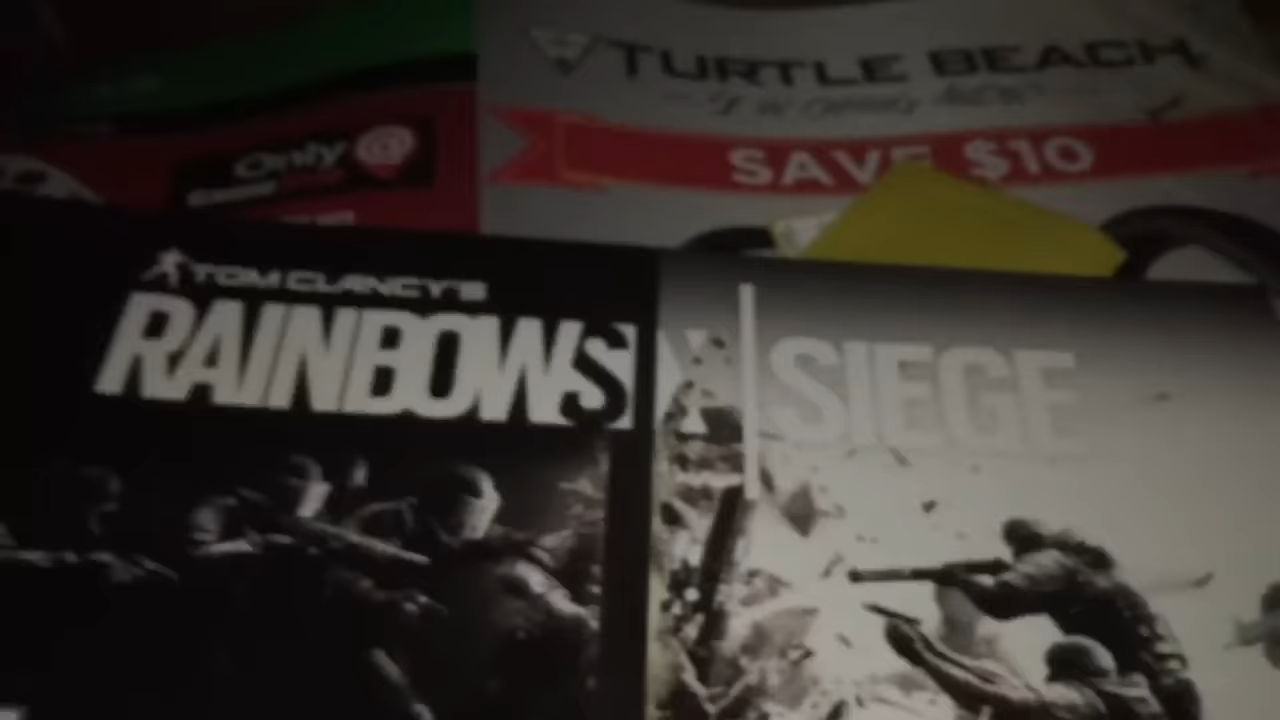 TURTLE BEACH
Only @
SAVE $10
TOM CLANCY'S
RAINBOW SIX | SIEGE